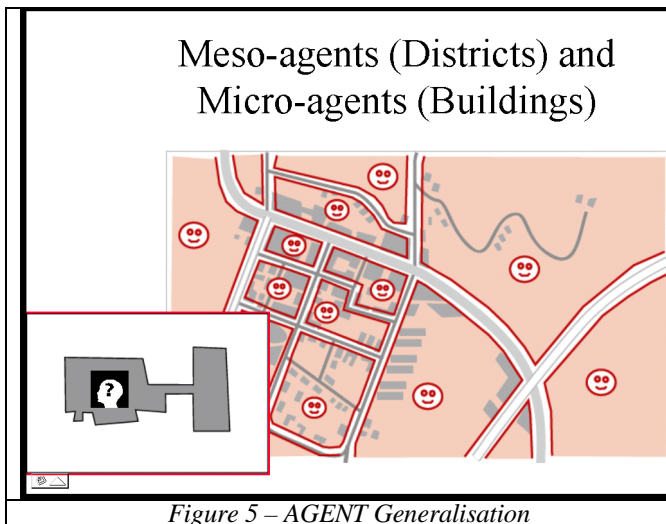 Meso-agents (Districts) and
Micro-agents (Buildings)
?
Figure 5 – AGENT Generalisation